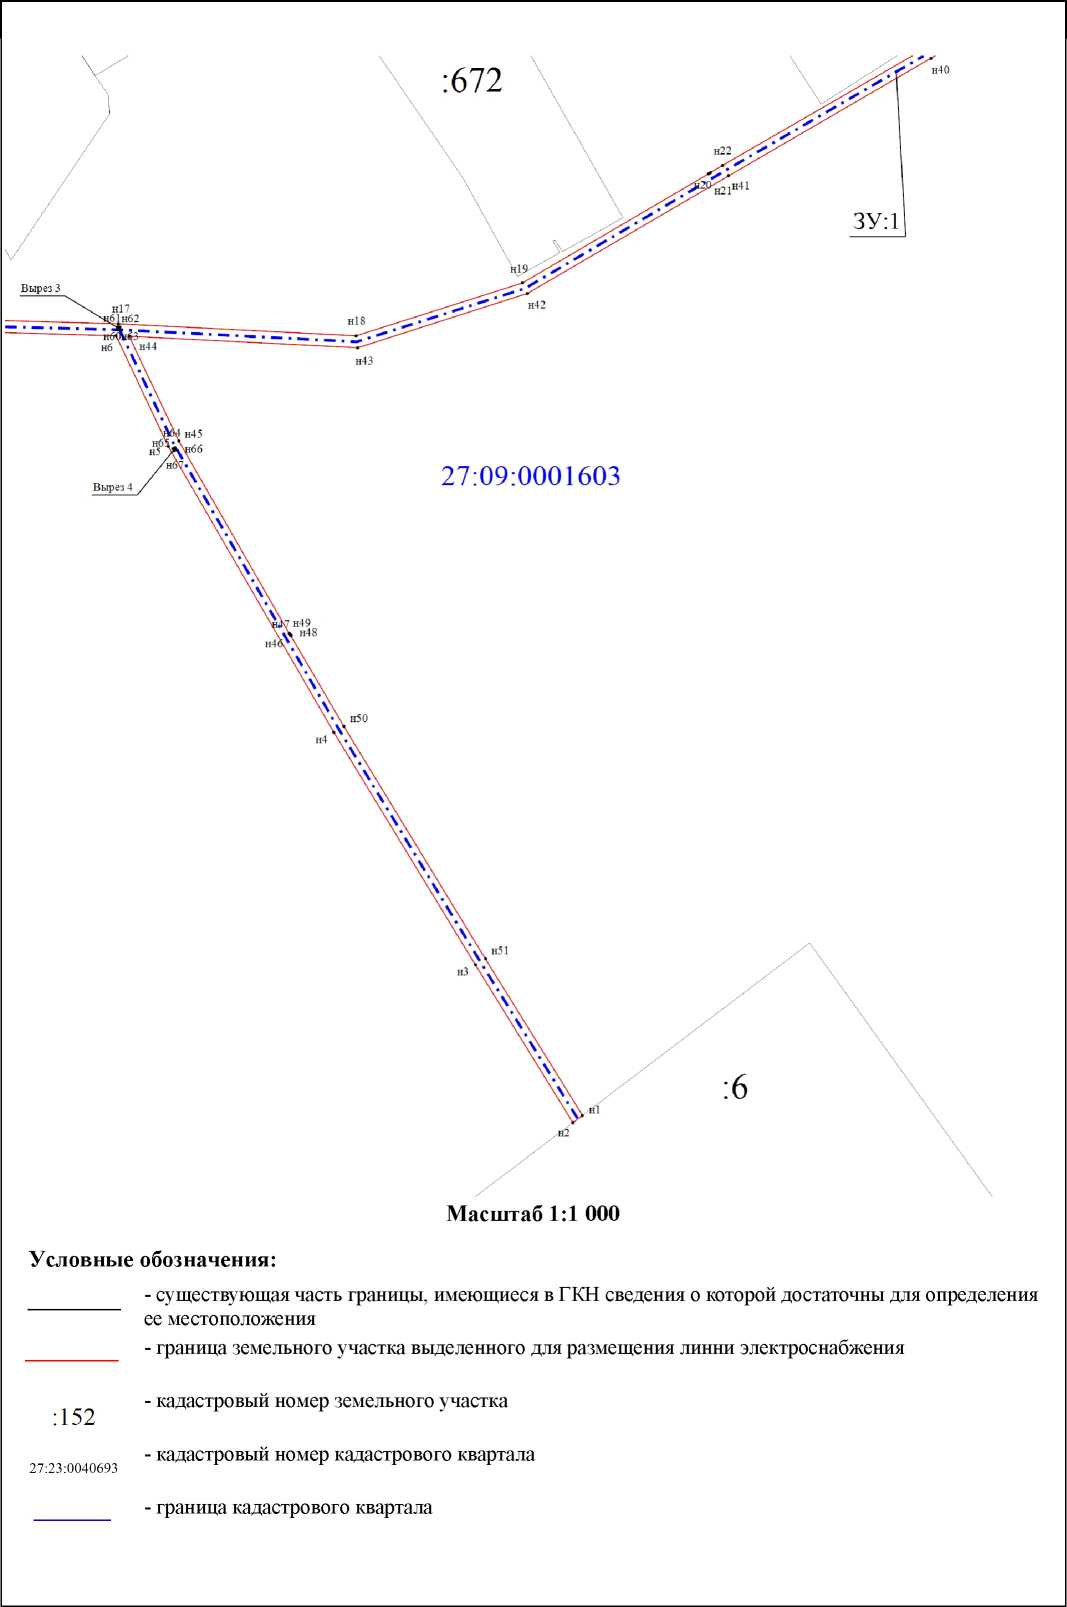 :672
н40
н22
н20
н21
н41
ЗУ:1
н19
н42
Вырез 3
н17
н61
н62
н18
н60
н63
н6
н44
н43
н64
н45
н65
н5
н66
н67
27:09:0001603
Вырез 4
н47
н49
н48
н46
н50
н4
н51
н3
:6
н1
н2
Масштаб 1:1 000
Условные обозначения:
- существующая часть границы, имеющиеся в ГКН сведения о которой достаточны для определения
ее местоположения
- граница земельного участка выделенного для размещения линни электроснабжения
- кадастровый номер земельного участка
:152
- кадастровый номер кадастрового квартала
27:23:0040693
- граница кадастрового квартала